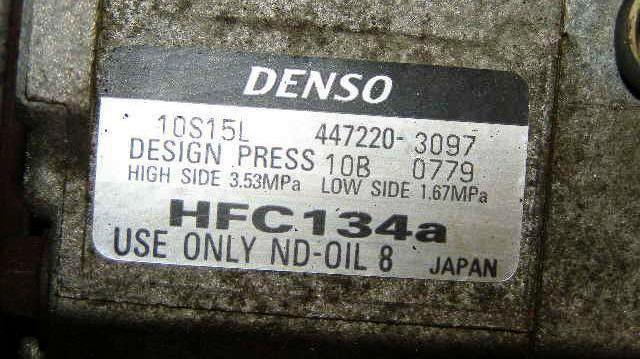 DENSO
10S15L 447220-3097
DESIGN PRESS 10B 0779
HIGH SIDE 3.53MPa LOW SIDE 1.67MPa
HFC134a
USE ONLY ND-OIL 8 JAPAN